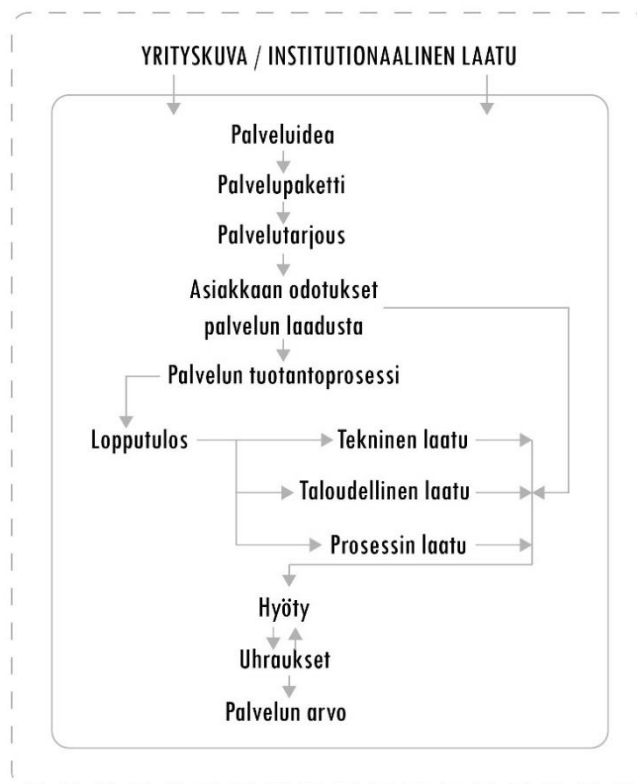 YRITYSKUVA / INSTITUTIONAALINEN LAATU
Palveluidea
Palvelupaketti
Palvelutarjous
Asiakkaan odotukset
palvelun laadusta
Palvelun tuotantoprosessi
Lopputulos
Tekninen laatu
Taloudellinen laatu
Prosessin laatu
Hyöty
Uhraukset
Palvelun arvo